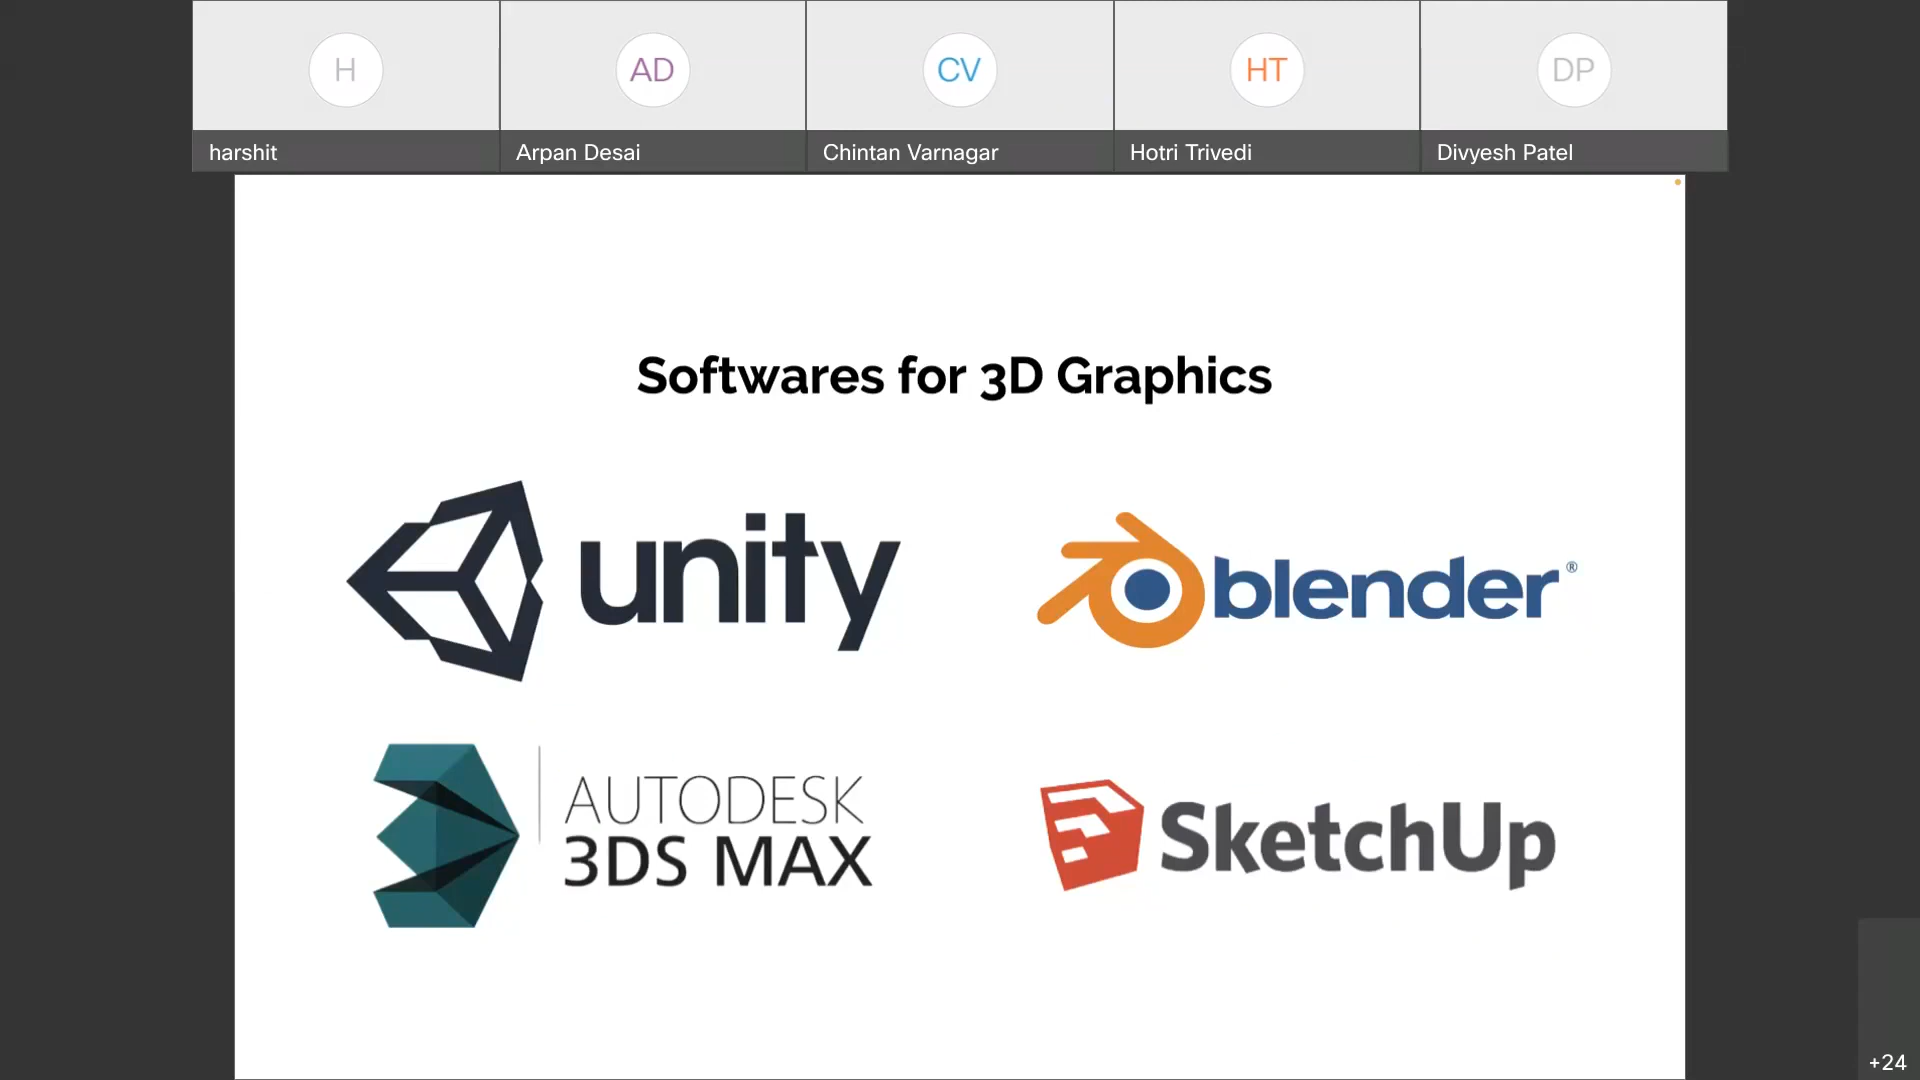 H
AD
CV
HT
DP
harshit
Arpan Desai
Chintan Varnagar
Hotri Trivedi
Divyesh Patel
Softwares for 3D Graphics
unity
blender®
AUTODESK
3DS MAX
SketchUp
+24